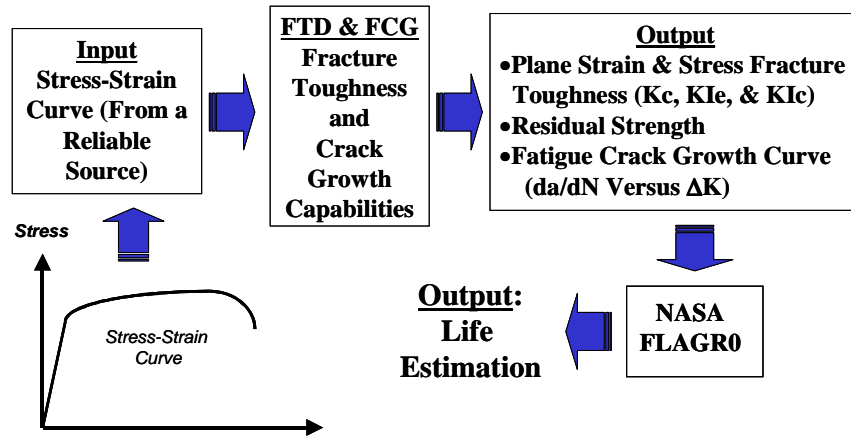 Input
Stress-Strain
Curve (From a
Reliable
Source)
FTD & FCG
Fracture
Toughness
and
Crack
Growth
Capabilities
Output
•Plane Strain & Stress Fracture
Toughness (Kc, KIe, & KIc)
•Residual Strength
•Fatigue Crack Growth Curve
(da/dN Versus ΔK)
Stress
Stress-Strain
Curve
Output:
Life
Estimation
NASA
FLAGR0